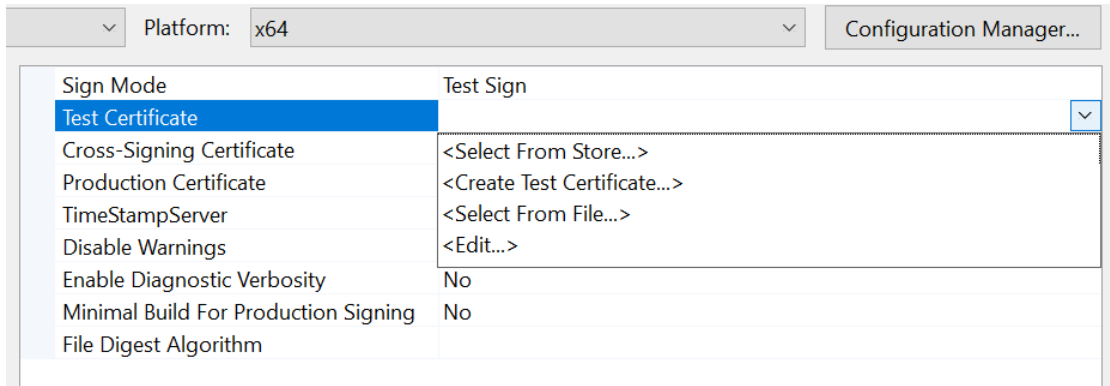 Platform: x64 Configuration Manager...
Sign Mode Test Sign
Test Certificate
Cross-Signing Certificate <Select From Store...>
Production Certificate <Create Test Certificate...>
TimeStampServer <Select From File...>
Disable Warnings <Edit...>
Enable Diagnostic Verbosity No
Minimal Build For Production Signing No
File Digest Algorithm